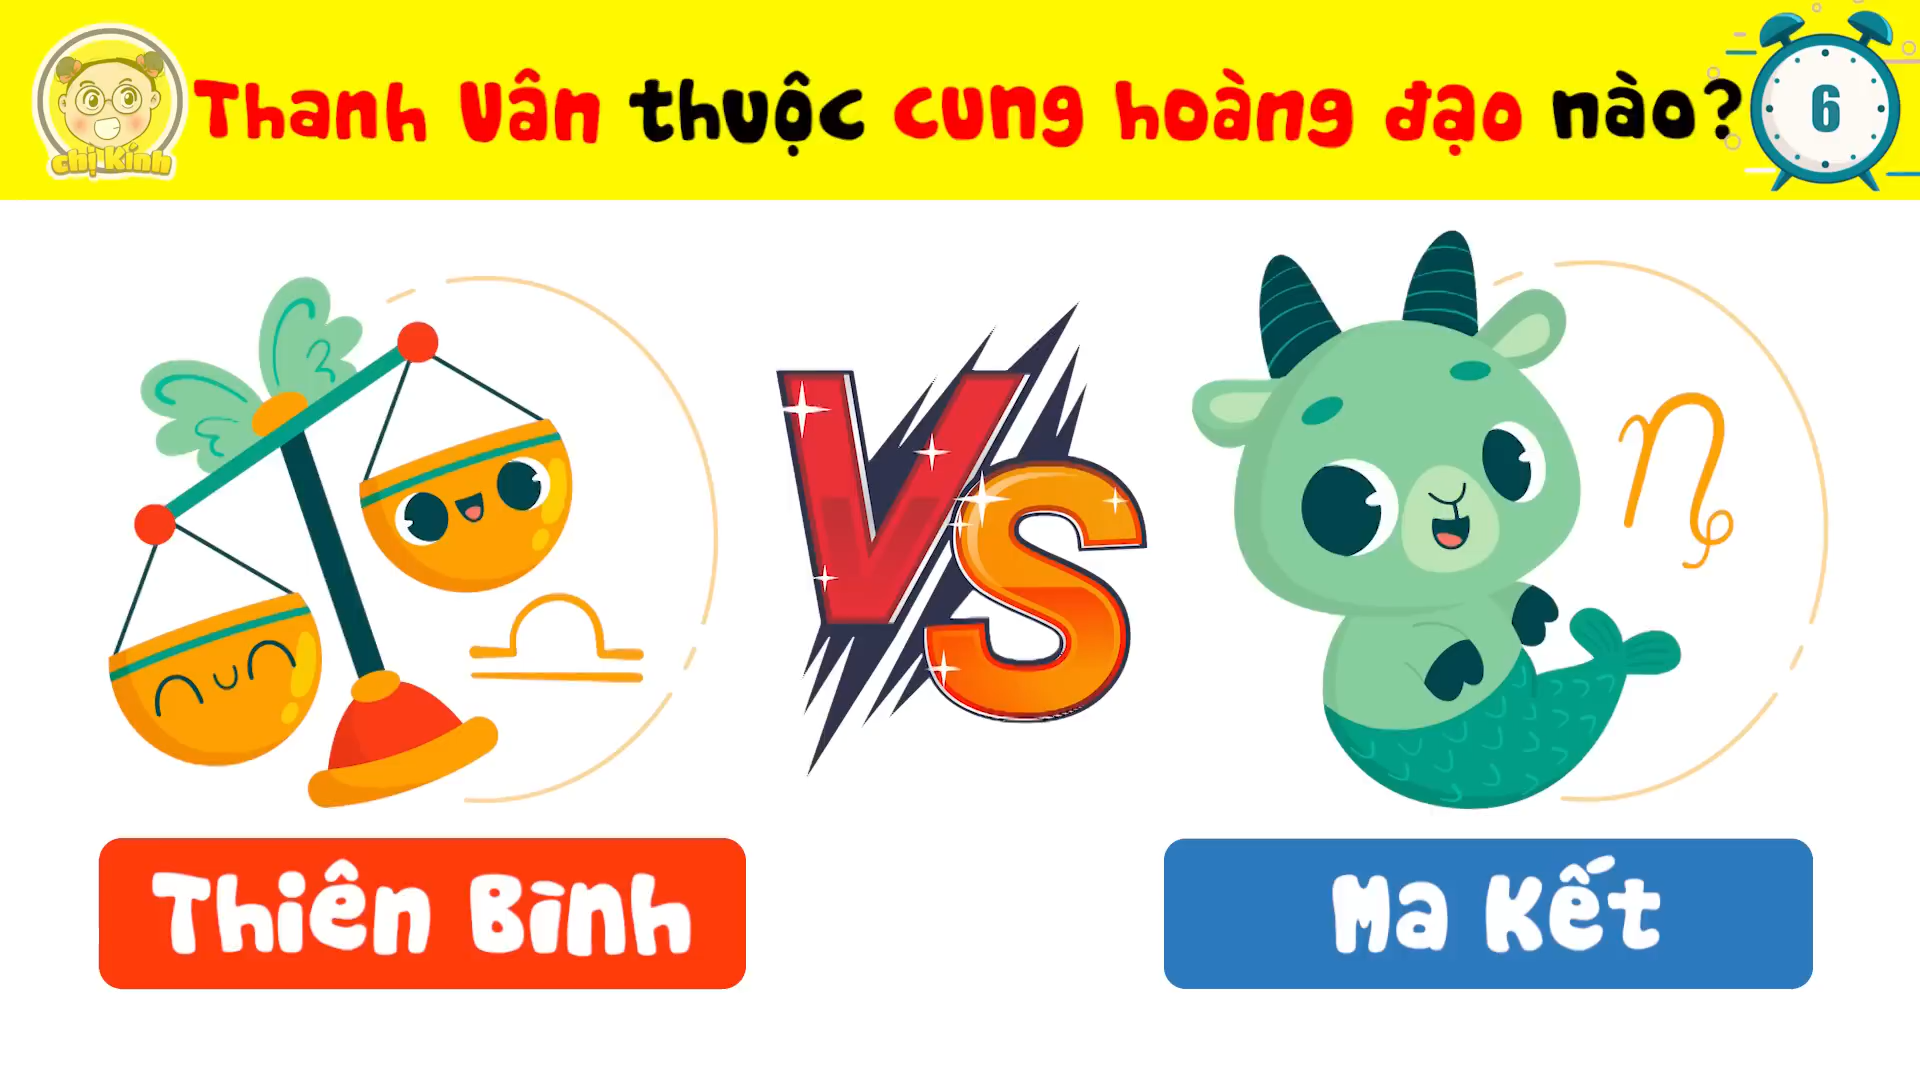 Thanh Vân thuộc cung hoàng đạo nào?
6
chị Kính
VS
Thiên Bình
Ma Kết